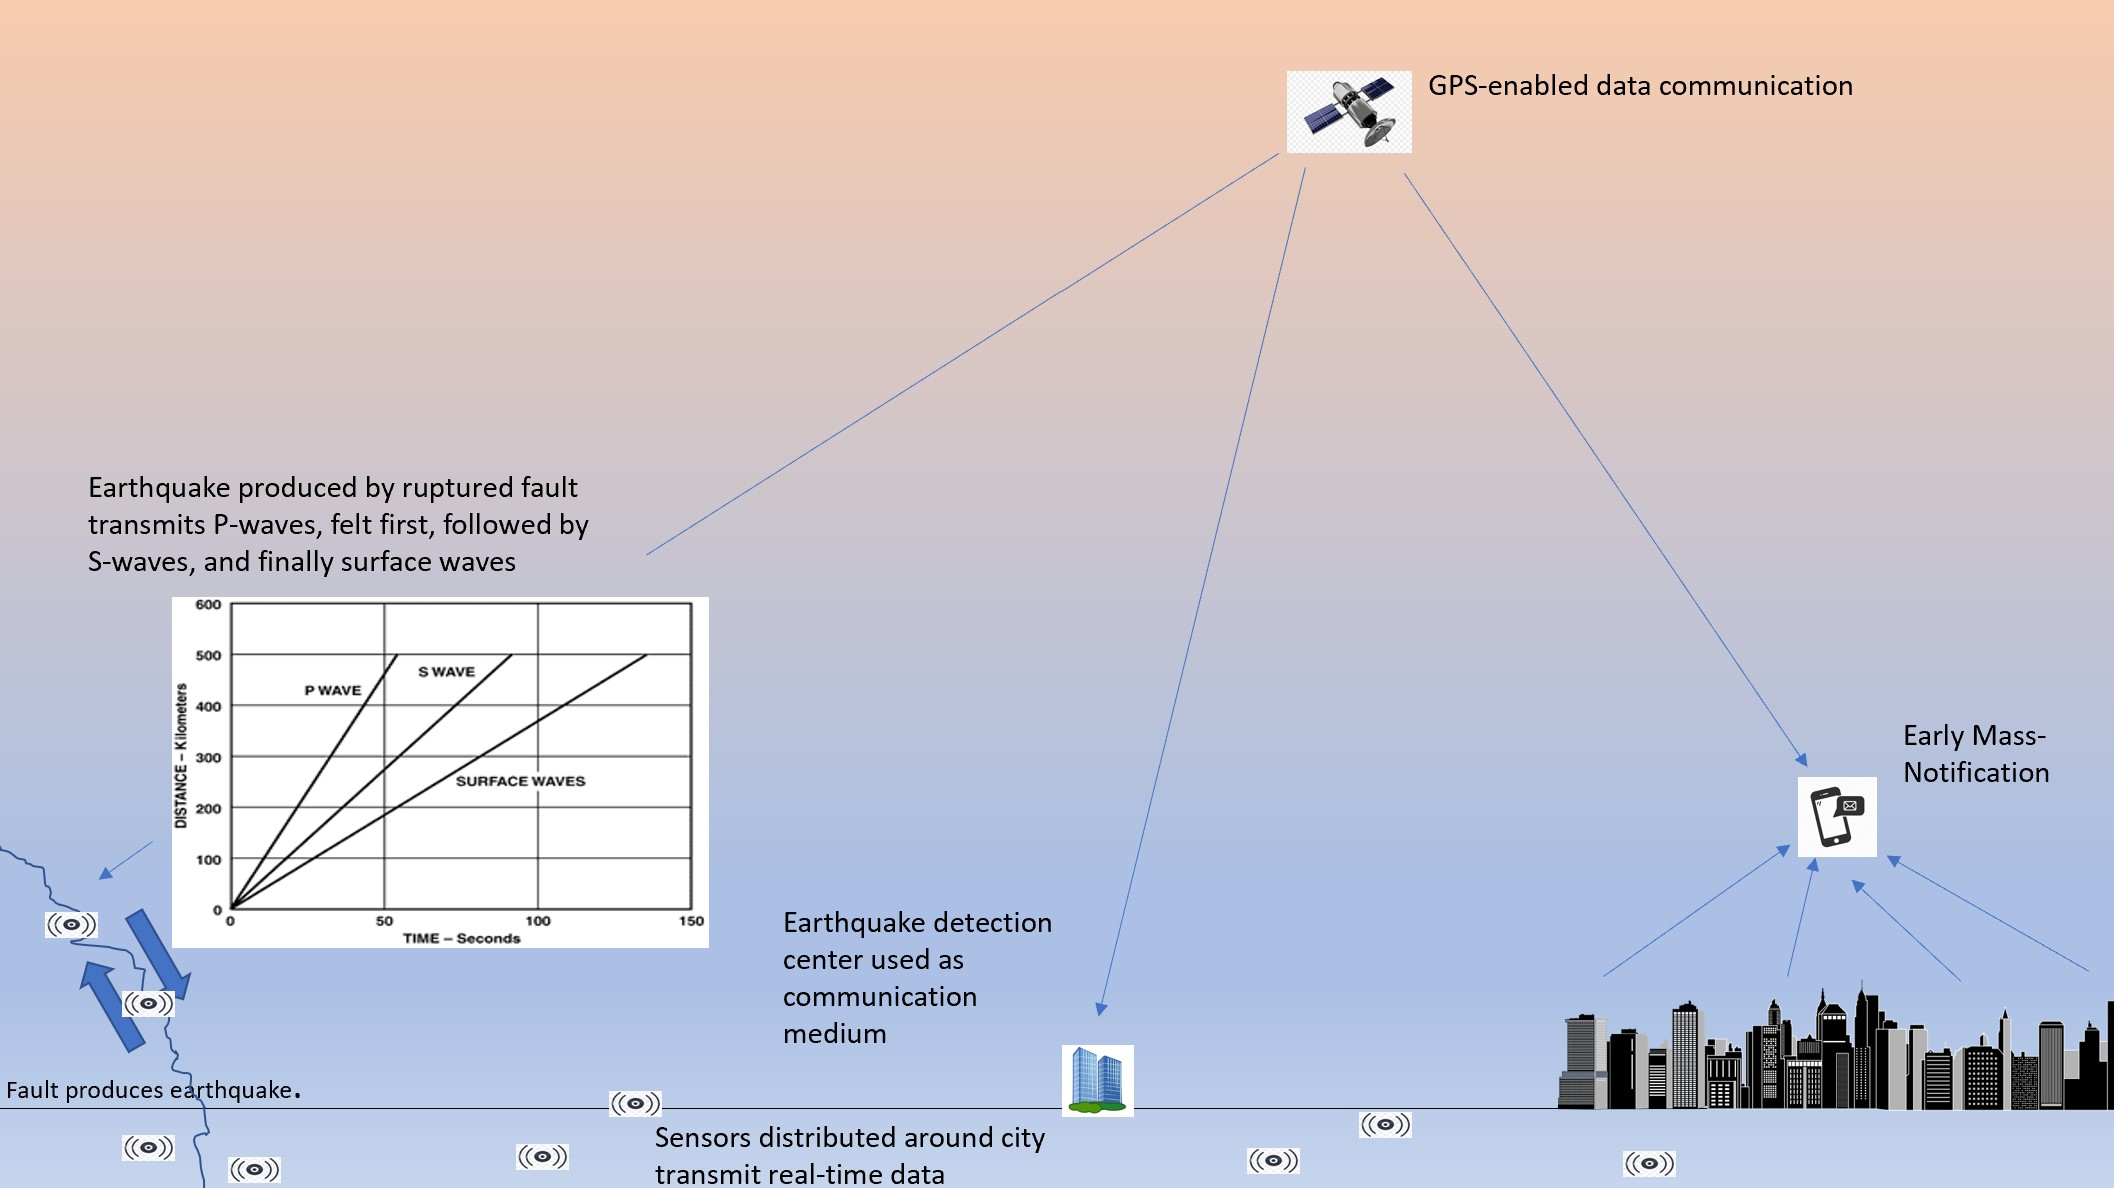 GPS-enabled data communication
Earthquake produced by ruptured fault
transmits P-waves, felt first, followed by
S-waves, and finally surface waves
600
500
400
300
200
100
0
DISTANCE – Kilometers
P WAVE
S WAVE
SURFACE WAVES
0
50
100
150
TIME – Seconds
Early Mass-
Notification
Earthquake detection
center used as
communication
medium
Fault produces earthquake.
Sensors distributed around city
transmit real-time data